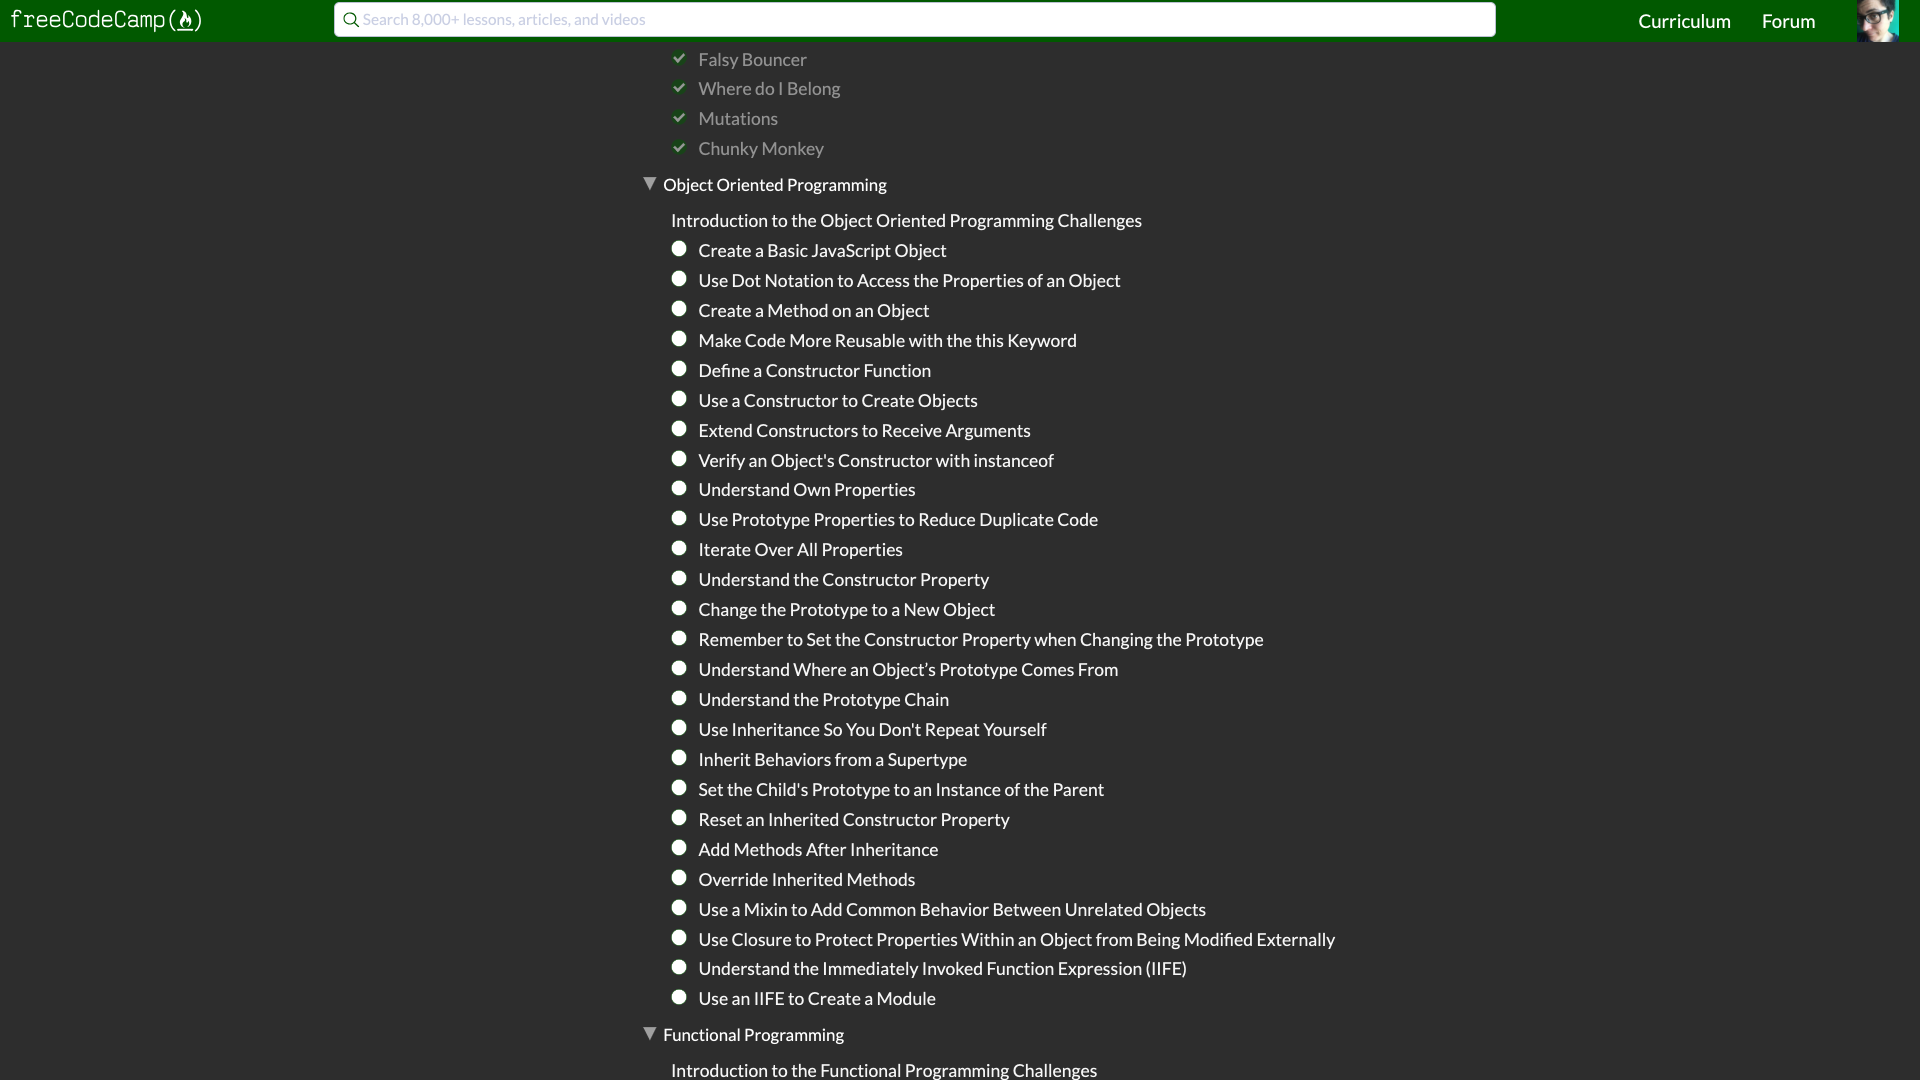 freeCodeCamp
Search 8,000+ lessons, articles, and videos
Curriculum
Forum
Falsy Bouncer
Where do I Belong
Mutations
Chunky Monkey
Object Oriented Programming
Introduction to the Object Oriented Programming Challenges
Create a Basic JavaScript Object
Use Dot Notation to Access the Properties of an Object
Create a Method on an Object
Make Code More Reusable with the this Keyword
Define a Constructor Function
Use a Constructor to Create Objects
Extend Constructors to Receive Arguments
Verify an Object's Constructor with instanceof
Understand Own Properties
Use Prototype Properties to Reduce Duplicate Code
Iterate Over All Properties
Understand the Constructor Property
Change the Prototype to a New Object
Remember to Set the Constructor Property when Changing the Prototype
Understand Where an Object’s Prototype Comes From
Understand the Prototype Chain
Use Inheritance So You Don't Repeat Yourself
Inherit Behaviors from a Supertype
Set the Child's Prototype to an Instance of the Parent
Reset an Inherited Constructor Property
Add Methods After Inheritance
Override Inherited Methods
Use a Mixin to Add Common Behavior Between Unrelated Objects
Use Closure to Protect Properties Within an Object from Being Modified Externally
Understand the Immediately Invoked Function Expression (IIFE)
Use an IIFE to Create a Module
Functional Programming
Introduction to the Functional Programming Challenges